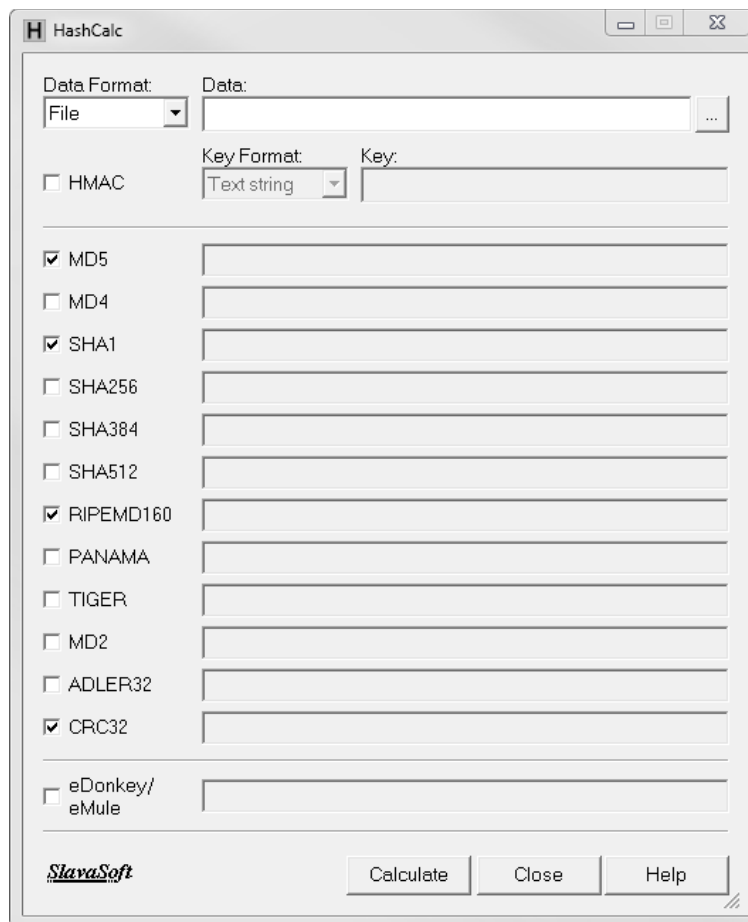 HashCalc
Data Format: Data:
File ...
Key Format: Key:
HMAC Text string
MD5
MD4
SHA1
SHA256
SHA384
SHA512
RIPEMD160
PANAMA
TIGER
MD2
ADLER32
CRC32
eDonkey/
eMule
SlavaSoft Calculate Close Help